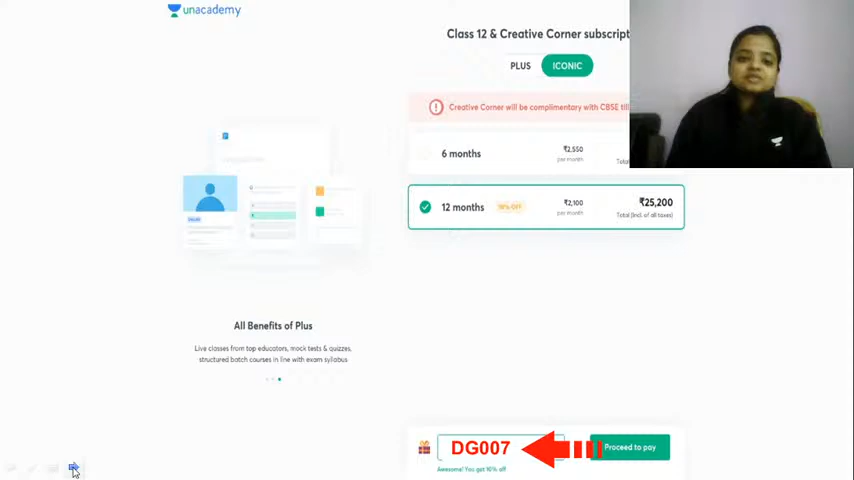 unacademy
Class 12 & Creative Corner subscript
PLUS
ICONIC
Creative Corner will be complimentary with CBSE till
6 months
₹2,550
per month
Total
12 months
₹2,100
per month
₹25,200
Total (Incl. of all taxes)
All Benefits of Plus
Live classes from top educators, mock tests & quizzes,
structured batch courses in line with exam syllabus
DG007
Proceed to pay
Awesome! You get 10% off